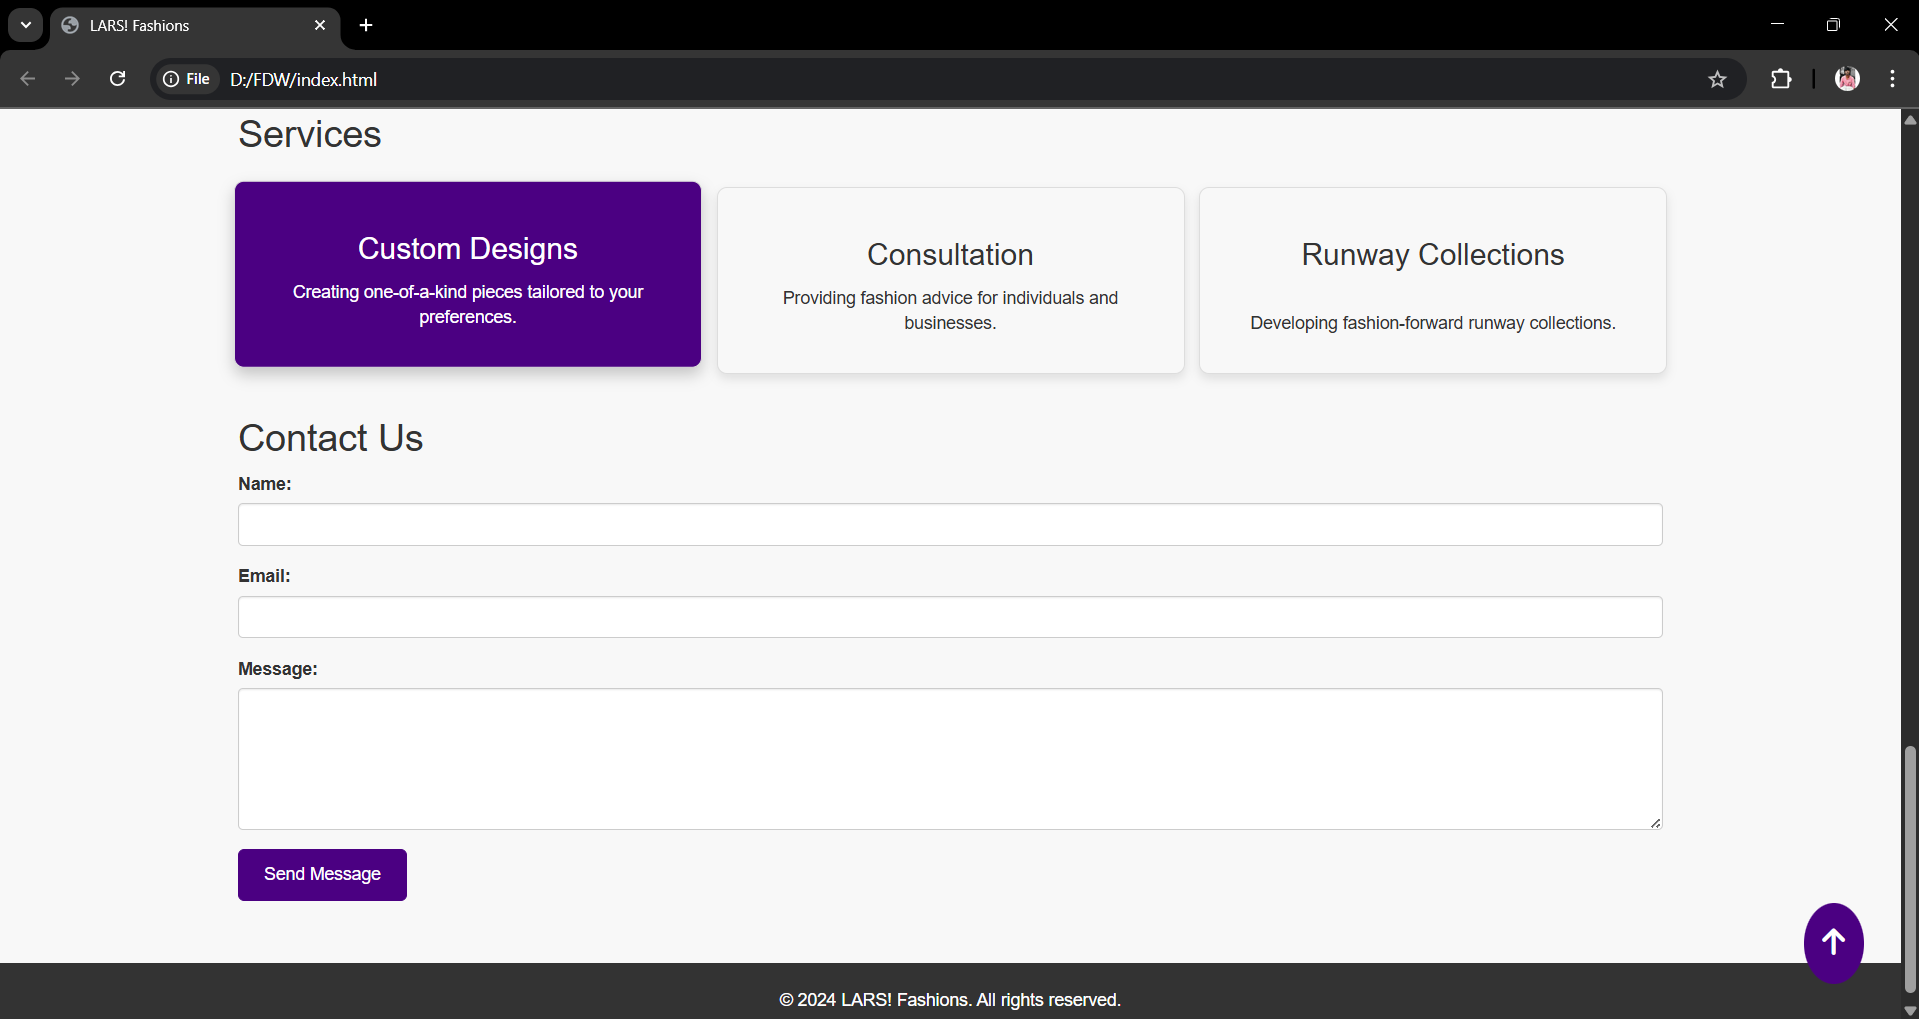 LARS! Fashions
File
D:/FDW/index.html
Services
Custom Designs
Creating one-of-a-kind pieces tailored to your
preferences.
Consultation
Providing fashion advice for individuals and
businesses.
Runway Collections
Developing fashion-forward runway collections.
Contact Us
Name:
Email:
Message:
Send Message
© 2024 LARS! Fashions. All rights reserved.